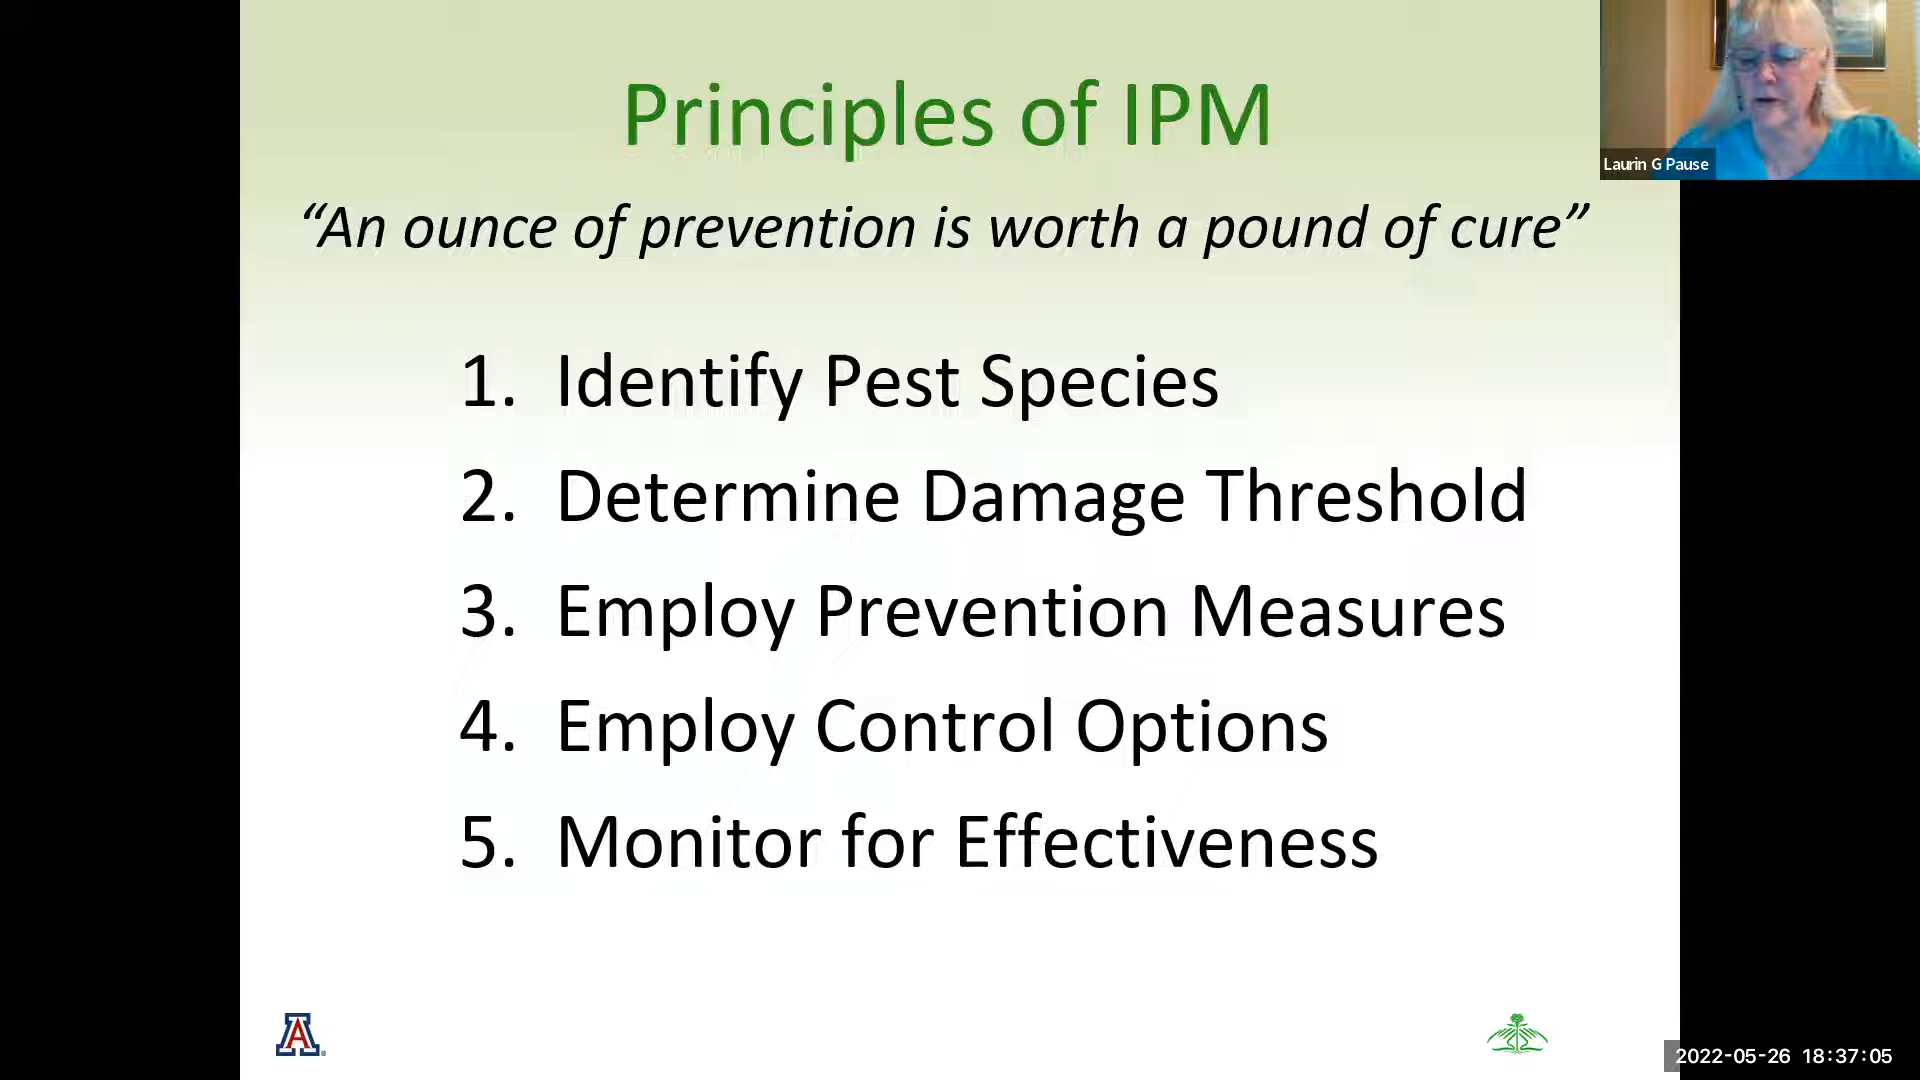 Principles of IPM
“An ounce of prevention is worth a pound of cure”
1. Identify Pest Species
2. Determine Damage Threshold
3. Employ Prevention Measures
4. Employ Control Options
5. Monitor for Effectiveness
Laurin G Pause
A
2022-05-26 18:37:05